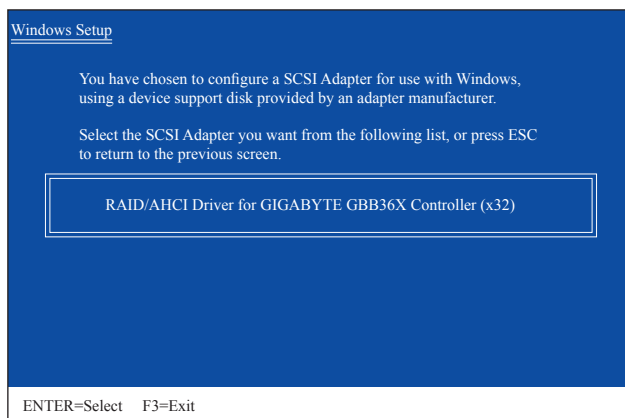 Windows Setup
You have chosen to configure a SCSI Adapter for use with Windows,
using a device support disk provided by an adapter manufacturer.
Select the SCSI Adapter you want from the following list, or press ESC
to return to the previous screen.
RAID/AHCI Driver for GIGABYTE GBB36X Controller (x32)
ENTER=Select F3=Exit